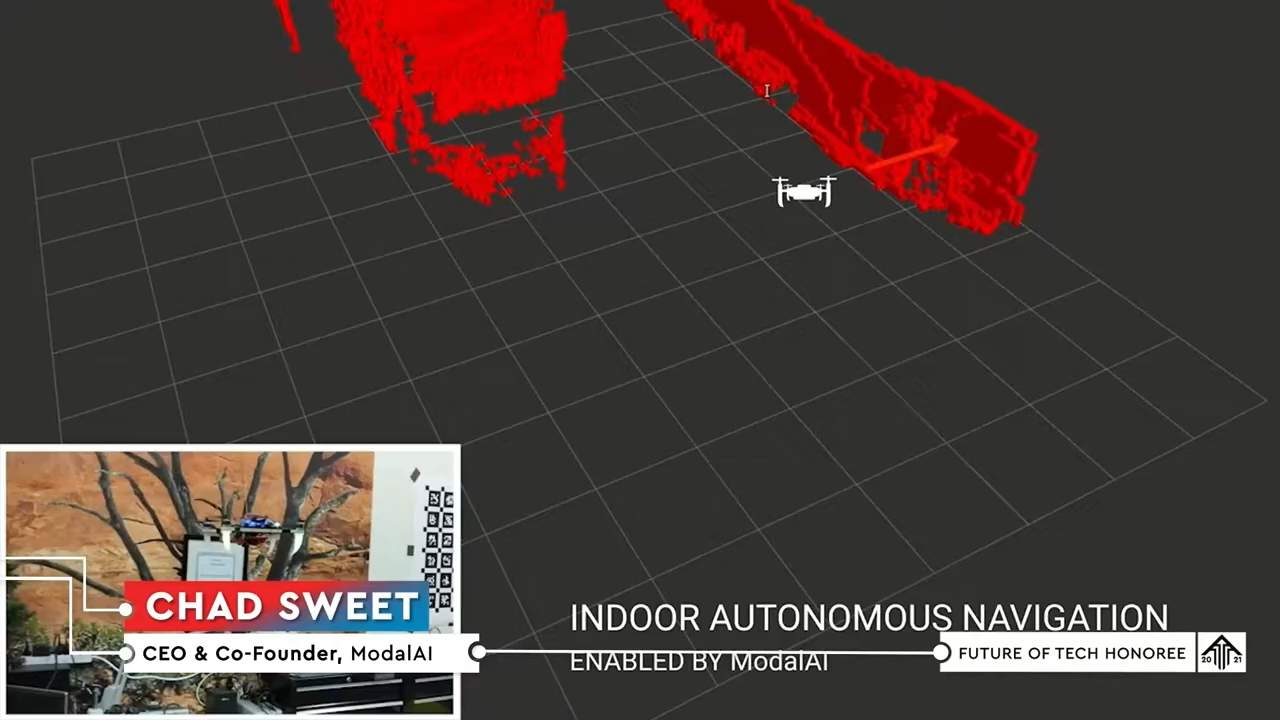 CHAD SWEET
CEO & Co-Founder, ModalAI
INDOOR AUTONOMOUS NAVIGATION
ENABLED BY ModalAI
FUTURE OF TECH HONOREE
20 21